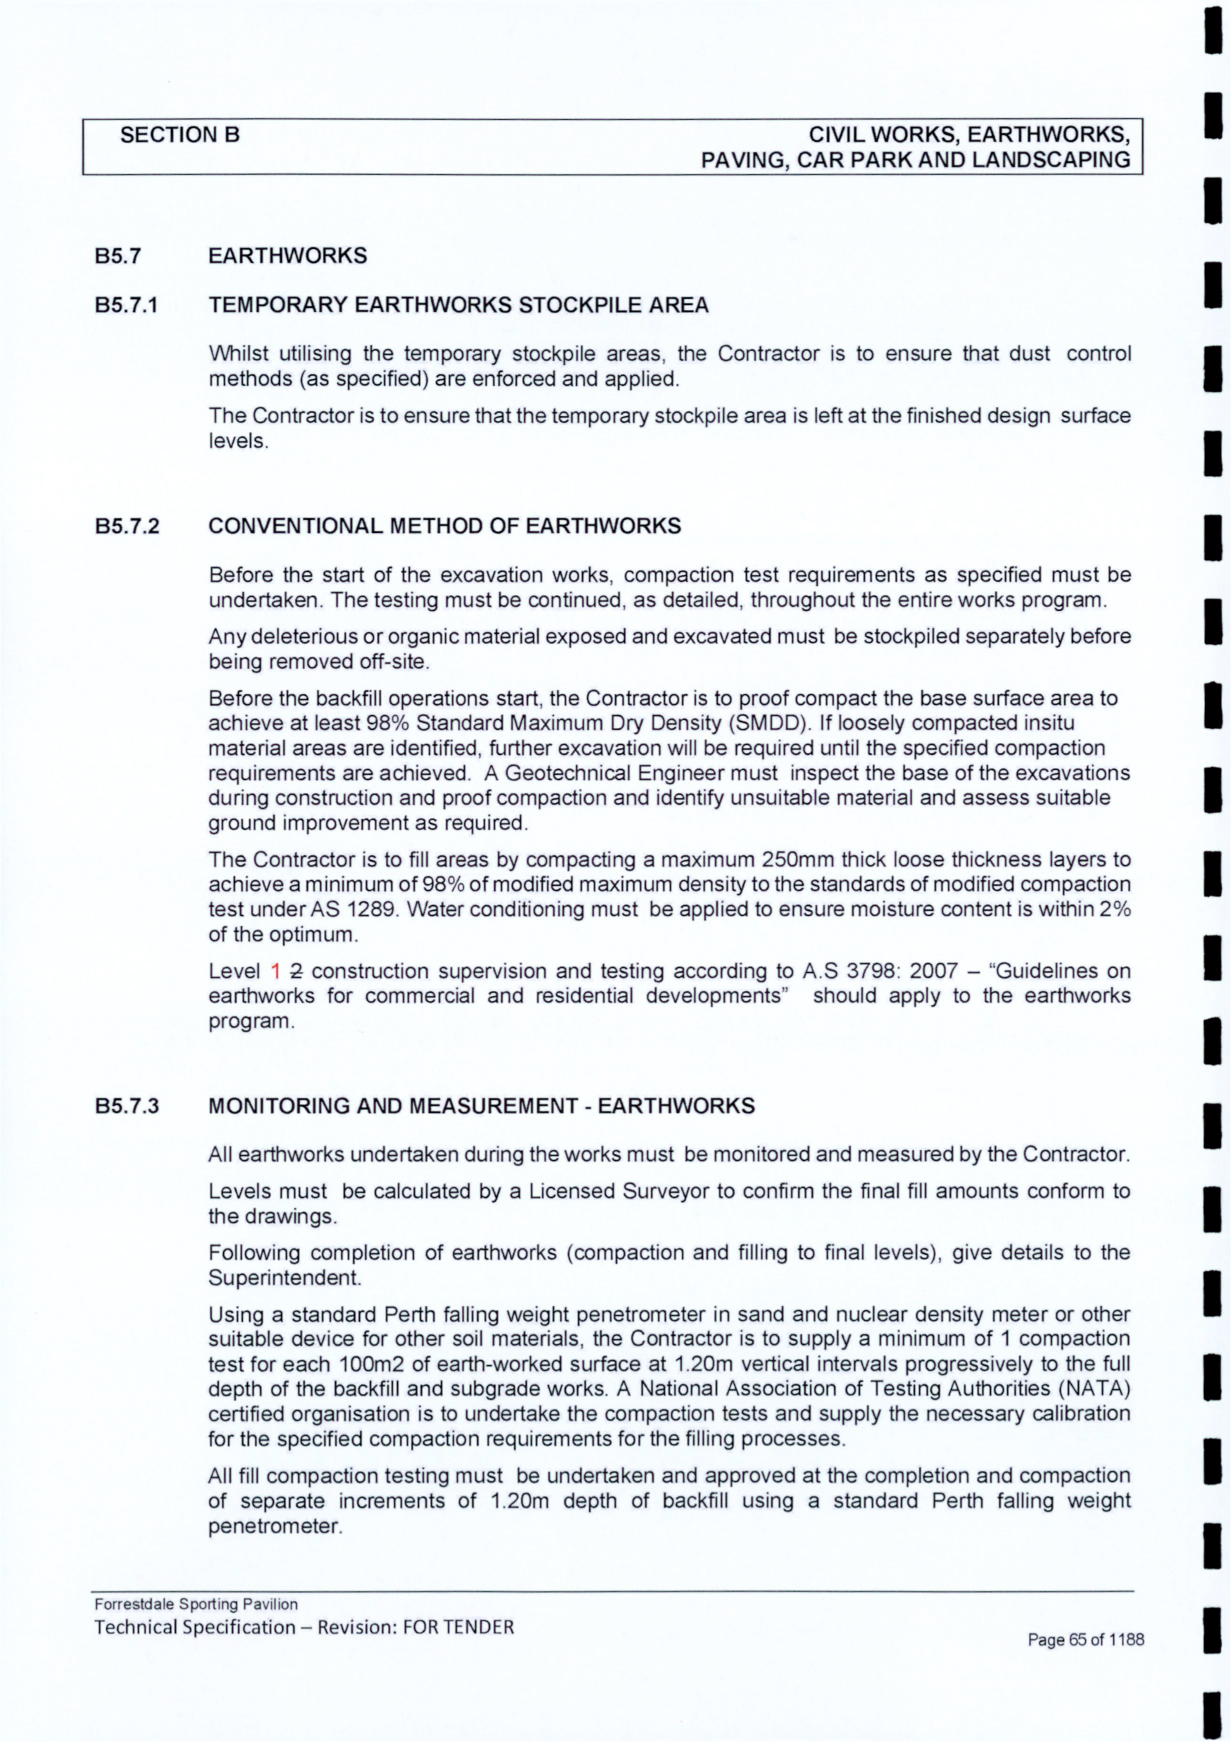 SECTION B
CIVIL WORKS, EARTHWORKS,
PAVING, CAR PARK AND LANDSCAPING
B5.7 EARTHWORKS
B5.7.1 TEMPORARY EARTHWORKS STOCKPILE AREA
Whilst utilising the temporary stockpile areas, the Contractor is to ensure that dust control
methods (as specified) are enforced and applied.
The Contractor is to ensure that the temporary stockpile area is left at the finished design surface
levels.
B5.7.2 CONVENTIONAL METHOD OF EARTHWORKS
Before the start of the excavation works, compaction test requirements as specified must be
undertaken. The testing must be continued, as detailed, throughout the entire works program.
Any deleterious or organic material exposed and excavated must be stockpiled separately before
being removed off-site.
Before the backfill operations start, the Contractor is to proof compact the base surface area to
achieve at least 98% Standard Maximum Dry Density (SMDD). If loosely compacted insitu
material areas are identified, further excavation will be required until the specified compaction
requirements are achieved. A Geotechnical Engineer must inspect the base of the excavations
during construction and proof compaction and identify unsuitable material and assess suitable
ground improvement as required.
The Contractor is to fill areas by compacting a maximum 250mm thick loose thickness layers to
achieve a minimum of 98% of modified maximum density to the standards of modified compaction
test under AS 1289. Water conditioning must be applied to ensure moisture content is within 2%
of the optimum.
Level 1 2 construction supervision and testing according to A.S 3798: 2007 – “Guidelines on
earthworks for commercial and residential developments” should apply to the earthworks
program.
B5.7.3 MONITORING AND MEASUREMENT - EARTHWORKS
All earthworks undertaken during the works must be monitored and measured by the Contractor.
Levels must be calculated by a Licensed Surveyor to confirm the final fill amounts conform to
the drawings.
Following completion of earthworks (compaction and filling to final levels), give details to the
Superintendent.
Using a standard Perth falling weight penetrometer in sand and nuclear density meter or other
suitable device for other soil materials, the Contractor is to supply a minimum of 1 compaction
test for each 100m2 of earth-worked surface at 1.20m vertical intervals progressively to the full
depth of the backfill and subgrade works. A National Association of Testing Authorities (NATA)
certified organisation is to undertake the compaction tests and supply the necessary calibration
for the specified compaction requirements for the filling processes.
All fill compaction testing must be undertaken and approved at the completion and compaction
of separate increments of 1.20m depth of backfill using a standard Perth falling weight
penetrometer.
Forrestdale Sporting Pavilion
Technical Specification – Revision: FOR TENDER
Page 65 of 1188